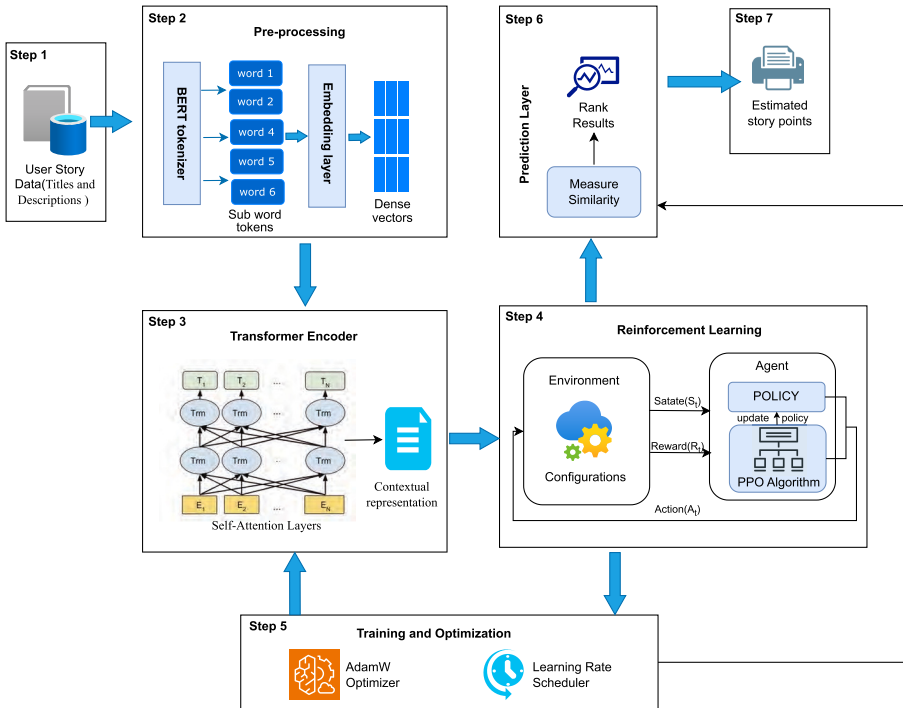 Step 1
User Story
Data(Titles and
Descriptions )
Step 2
Pre-processing
BERT tokenizer
word 1
word 2
word 4
word 5
word 6
Sub word
tokens
Embedding layer
Dense
vectors
Step 3
Transformer Encoder
T1 T2 ... TN
Trm Trm ... Trm
Trm Trm ... Trm
E1 E2 ... EN
Self-Attention Layers
Contextual
representation
Step 4
Reinforcement Learning
Environment
Configurations
Satate(St)
Reward(Rt)
Action(At)
Agent
POLICY
update policy
PPO Algorithm
Step 5
Training and Optimization
AdamW
Optimizer
Learning Rate
Scheduler
Step 6
Prediction Layer
Rank
Results
Measure
Similarity
Step 7
Estimated
story points